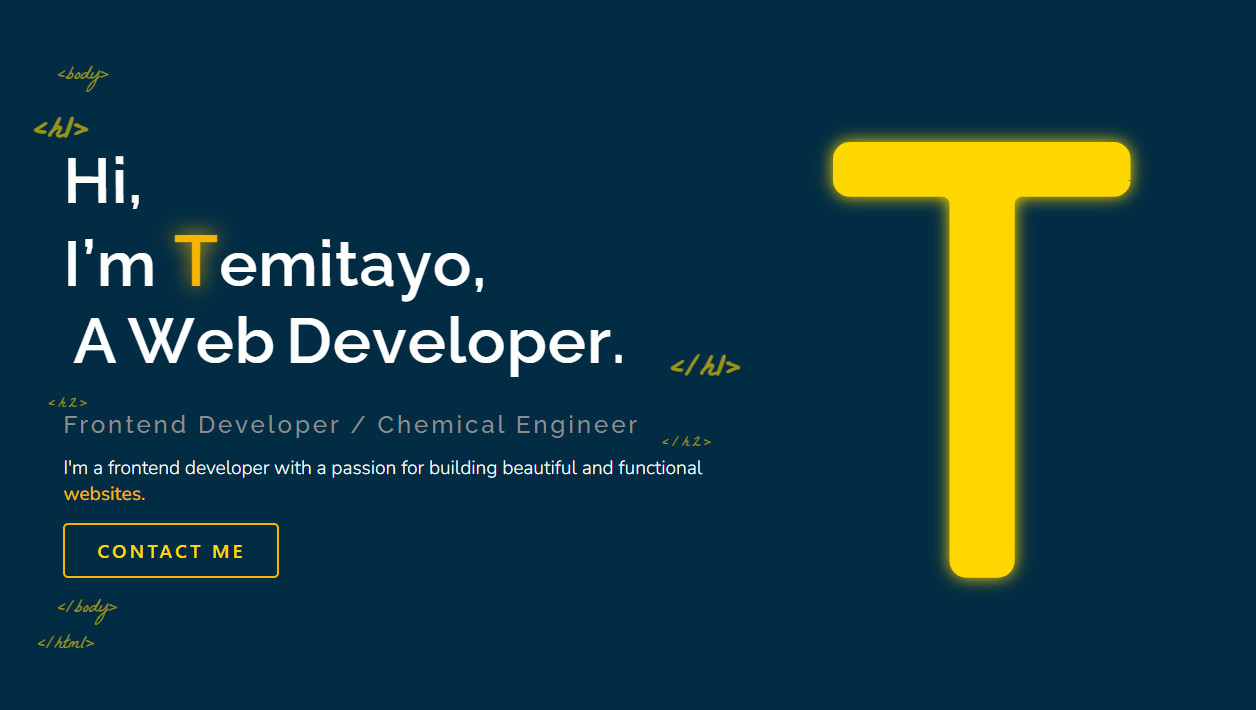 <body>
<h1>
Hi,
I’m Temitayo,
A Web Developer.
</h1>
<h2>
Frontend Developer / Chemical Engineer
</h2>
I'm a frontend developer with a passion for building beautiful and functional
websites.
CONTACT ME
</body>
</html>
T